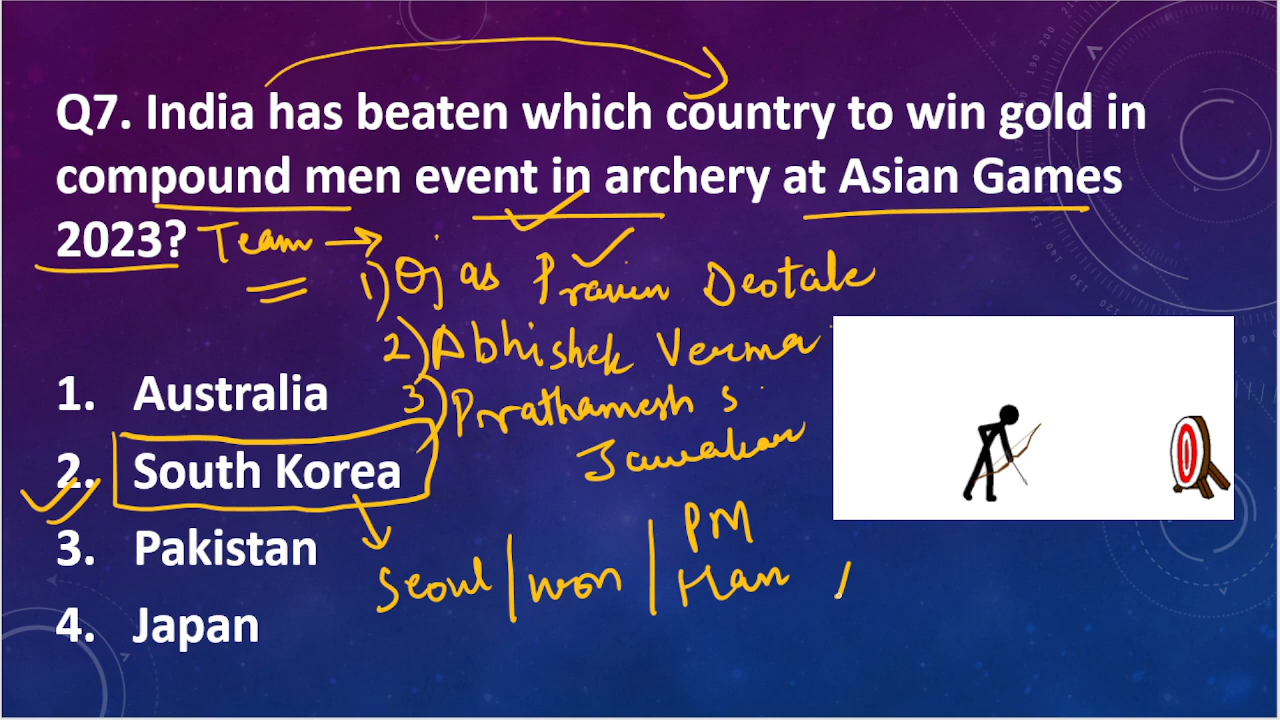 Q7. India has beaten which country to win gold in
compound men event in archery at Asian Games
2023? Team
1) Ojas Pravin Deotale
2) Abhishek Verma
3) Prrathamesh S
Jawakar
1. Australia
2. South Korea
3. Pakistan
4. Japan
Seoul | won | PM Han